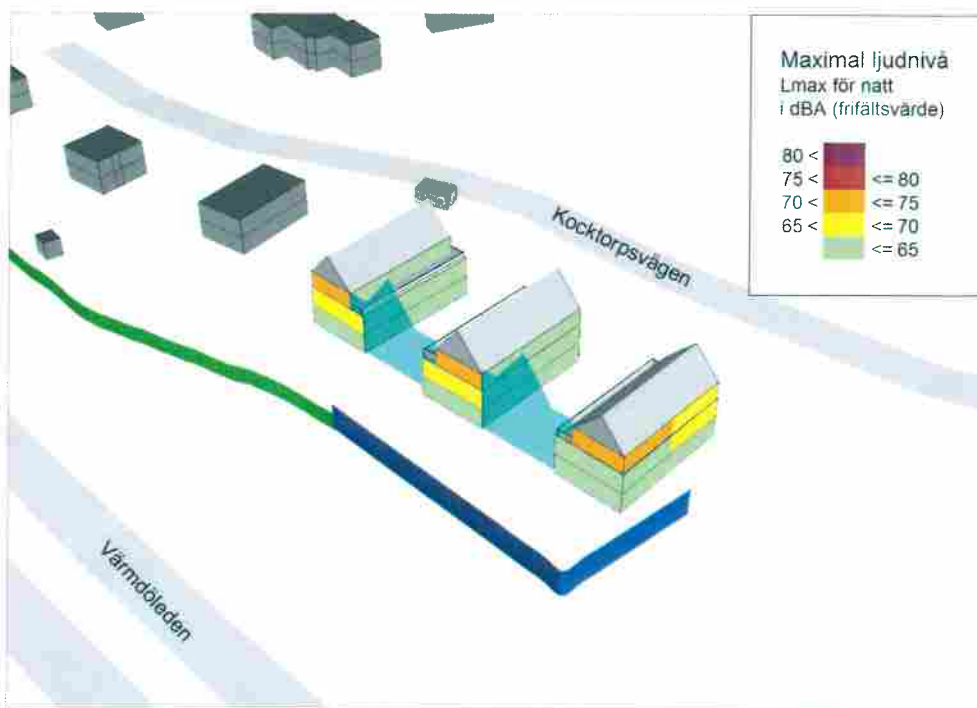 Maximal ljudnivå
Lmax för natt
i dBA (frifältsvärde)
80 <
75 < <= 80
70 < <= 75
65 < <= 70
<= 65
Kocktorpsvägen
Värmdöleden